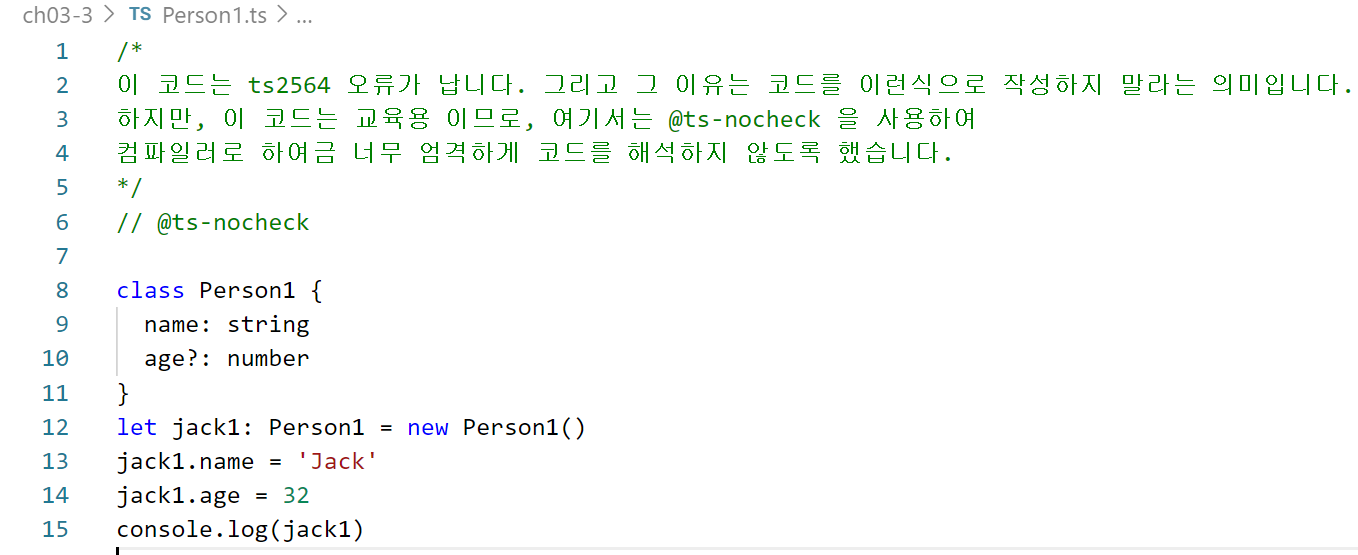 ch03-3 > TS Person1.ts > ...
1 /*
2 이 코드는 ts2564 오류가 납니다. 그리고 그 이유는 코드를 이런식으로 작성하지 말라는 의미입니다.
3 하지만, 이 코드는 교육용 이므로, 여기서는 @ts-nocheck 을 사용하여
4 컴파일러로 하여금 너무 엄격하게 코드를 해석하지 않도록 했습니다.
5 */
6 // @ts-nocheck
7
8 class Person1 {
9   name: string
10   age?: number
11 }
12 let jack1: Person1 = new Person1()
13 jack1.name = 'Jack'
14 jack1.age = 32
15 console.log(jack1)